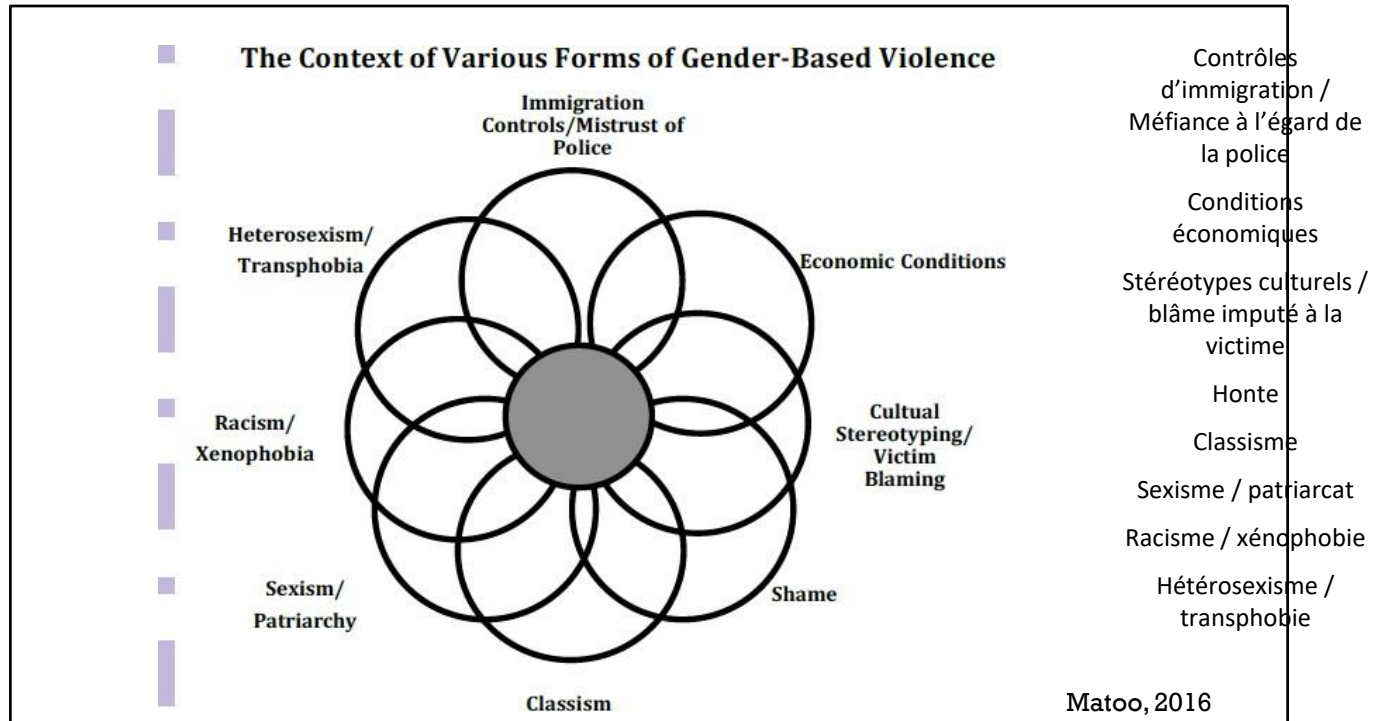 The Context of Various Forms of Gender-Based Violence
Immigration
Controls/Mistrust of
Police
Heterosexism/
Transphobia
Economic Conditions
Racism/
Xenophobia
Cultual
Stereotyping/
Victim
Blaming
Sexism/
Patriarchy
Shame
Classism
Contrôles
d’immigration /
Méfiance à l’égard de
la police
Conditions
économiques
Stéréotypes culturels /
blâme imputé à la
victime
Honte
Classisme
Sexisme / patriarcat
Racisme / xénophobie
Hétérosexisme /
transphobie
Matoo, 2016